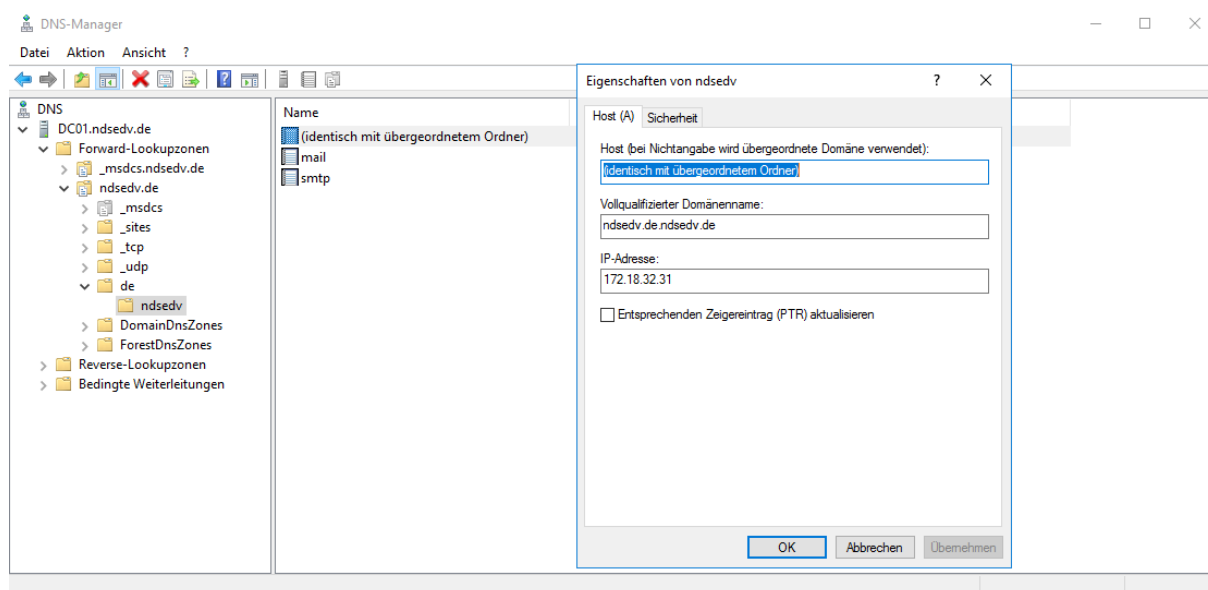 DNS-Manager
Datei Aktion Ansicht ?
DNS
DC01.ndsedv.de
Forward-Lookupzonen
_msdcs.ndsedv.de
ndsedv.de
_msdcs
_sites
_tcp
_udp
de
ndsedv
DomainDnsZones
ForestDnsZones
Reverse-Lookupzonen
Bedingte Weiterleitungen
Name
(identisch mit übergeordnetem Ordner)
mail
smtp
Eigenschaften von ndsedv ?
Host (A) Sicherheit
Host (bei Nichtangabe wird übergeordnete Domäne verwendet):
(identisch mit übergeordnetem Ordner)
Vollqualifizierter Domänenname:
ndsedv.de.ndsedv.de
IP-Adresse:
172.18.32.31
Entsprechenden Zeigereintrag (PTR) aktualisieren
OK Abbrechen Übernehmen